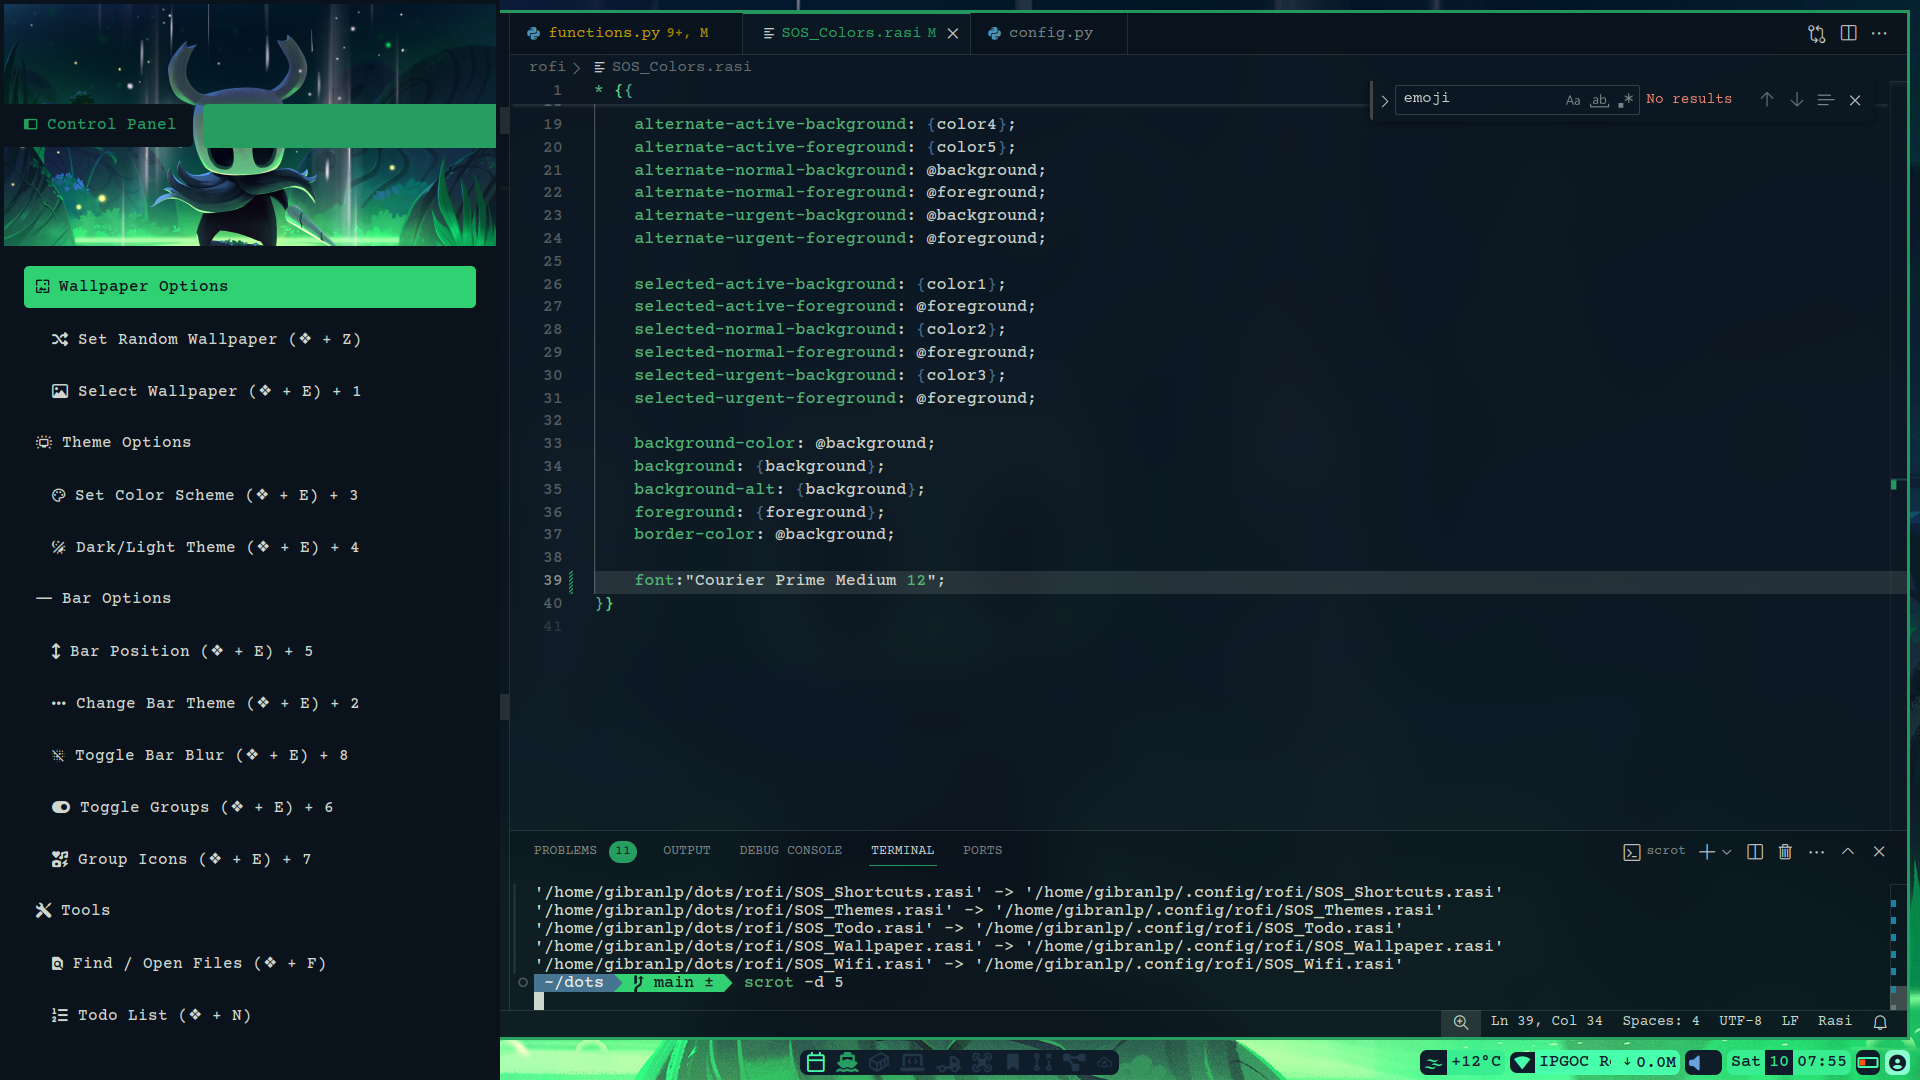 Control Panel
Wallpaper Options
Set Random Wallpaper (❖ + Z)
Select Wallpaper (❖ + E) + 1
Theme Options
Set Color Scheme (❖ + E) + 3
Dark/Light Theme (❖ + E) + 4
Bar Options
Bar Position (❖ + E) + 5
Change Bar Theme (❖ + E) + 2
Toggle Bar Blur (❖ + E) + 8
Toggle Groups (❖ + E) + 6
Group Icons (❖ + E) + 7
Tools
Find / Open Files (❖ + F)
Todo List (❖ + N)
functions.py 9+, M
SOS_Colors.rasi M
config.py
rofi > SOS_Colors.rasi
emoji Aa ab .* No results
1 * {{
19 alternate-active-background: {color4};
20 alternate-active-foreground: {color5};
21 alternate-normal-background: @background;
22 alternate-normal-foreground: @foreground;
23 alternate-urgent-background: @background;
24 alternate-urgent-foreground: @foreground;
25
26 selected-active-background: {color1};
27 selected-active-foreground: @foreground;
28 selected-normal-background: {color2};
29 selected-normal-foreground: @foreground;
30 selected-urgent-background: {color3};
31 selected-urgent-foreground: @foreground;
32
33 background-color: @background;
34 background: {background};
35 background-alt: {background};
36 foreground: {foreground};
37 border-color: @background;
38
39 font:"Courier Prime Medium 12";
40 }}
41
PROBLEMS 11 OUTPUT DEBUG CONSOLE TERMINAL PORTS
scrot
'/home/gibranlp/dots/rofi/SOS_Shortcuts.rasi' -> '/home/gibranlp/.config/rofi/SOS_Shortcuts.rasi'
'/home/gibranlp/dots/rofi/SOS_Themes.rasi' -> '/home/gibranlp/.config/rofi/SOS_Themes.rasi'
'/home/gibranlp/dots/rofi/SOS_Todo.rasi' -> '/home/gibranlp/.config/rofi/SOS_Todo.rasi'
'/home/gibranlp/dots/rofi/SOS_Wallpaper.rasi' -> '/home/gibranlp/.config/rofi/SOS_Wallpaper.rasi'
'/home/gibranlp/dots/rofi/SOS_Wifi.rasi' -> '/home/gibranlp/.config/rofi/SOS_Wifi.rasi'
~/dots main ± scrot -d 5
Ln 39, Col 34 Spaces: 4 UTF-8 LF Rasi
+12°C IPGOC ↓ 0.0M Sat 10 07:55